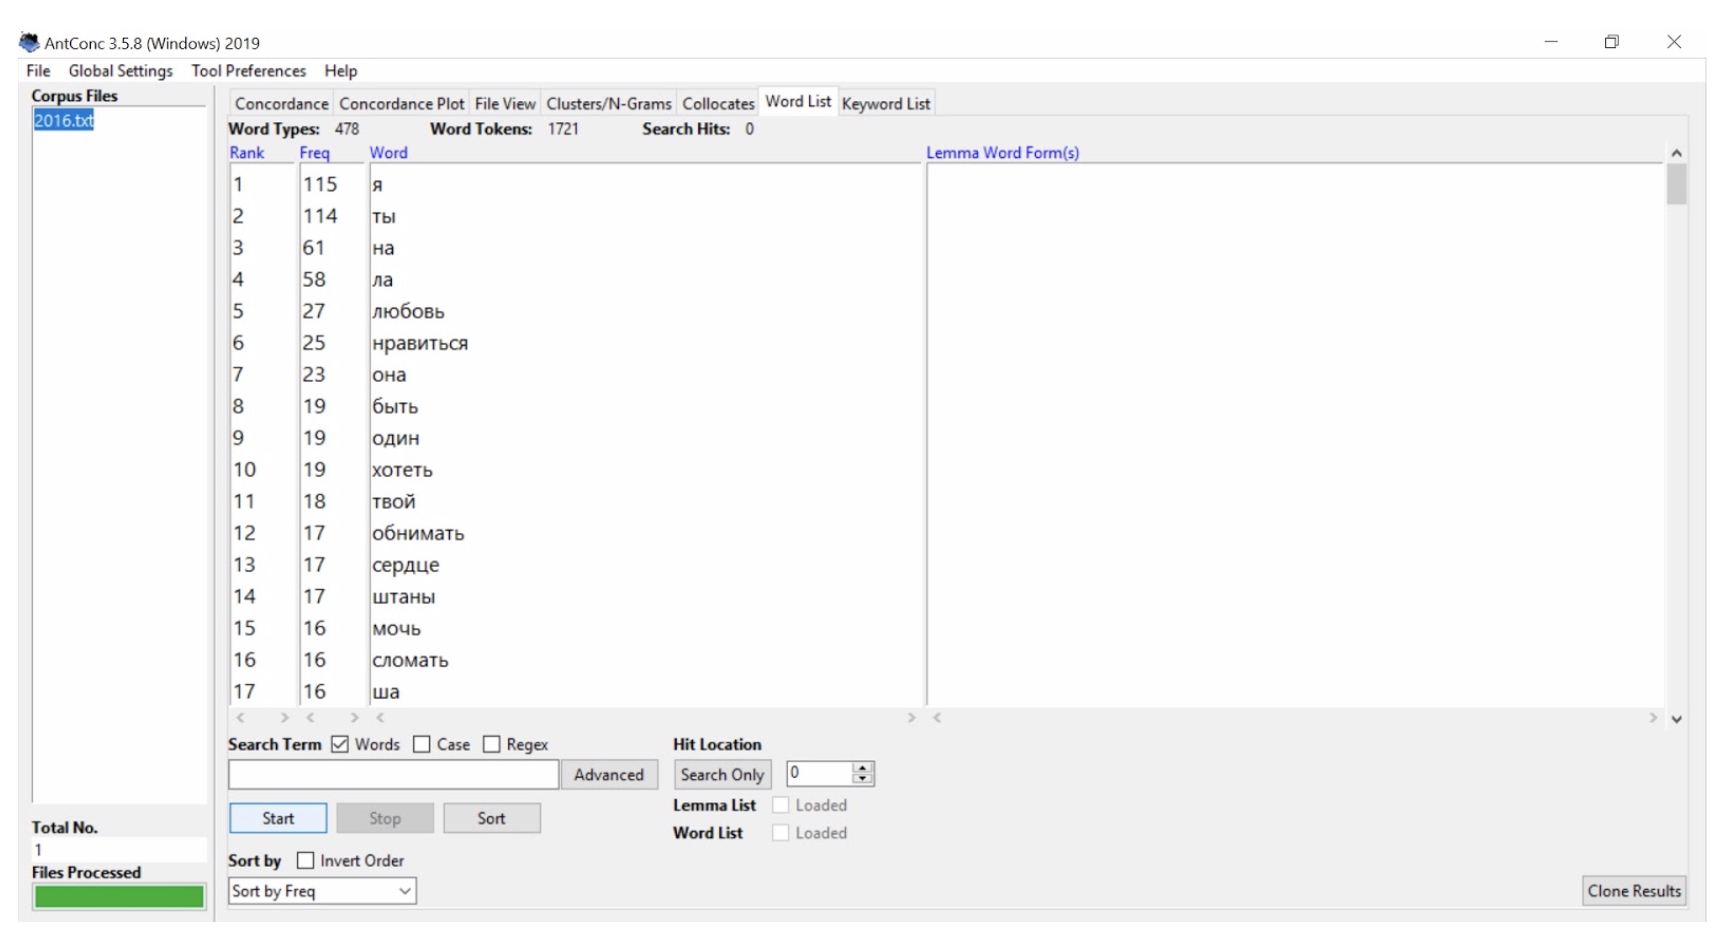 AntConc 3.5.8 (Windows) 2019
File Global Settings Tool Preferences Help
Corpus Files
2016.txt
Concordance Concordance Plot File View Clusters/N-Grams Collocates Word List Keyword List
Word Types: 478 Word Tokens: 1721 Search Hits: 0
Rank Freq Word Lemma Word Form(s)
1 115 я
2 114 ты
3 61 на
4 58 ла
5 27 любовь
6 25 нравиться
7 23 она
8 19 быть
9 19 один
10 19 хотеть
11 18 твой
12 17 обнимать
13 17 сердце
14 17 штаны
15 16 мочь
16 16 сломать
17 16 ша
Search Term Words Case Regex Hit Location
Advanced Search Only 0
Start Stop Sort Lemma List Loaded
Word List Loaded
Total No.
1
Files Processed
Sort by Invert Order
Sort by Freq Clone Results